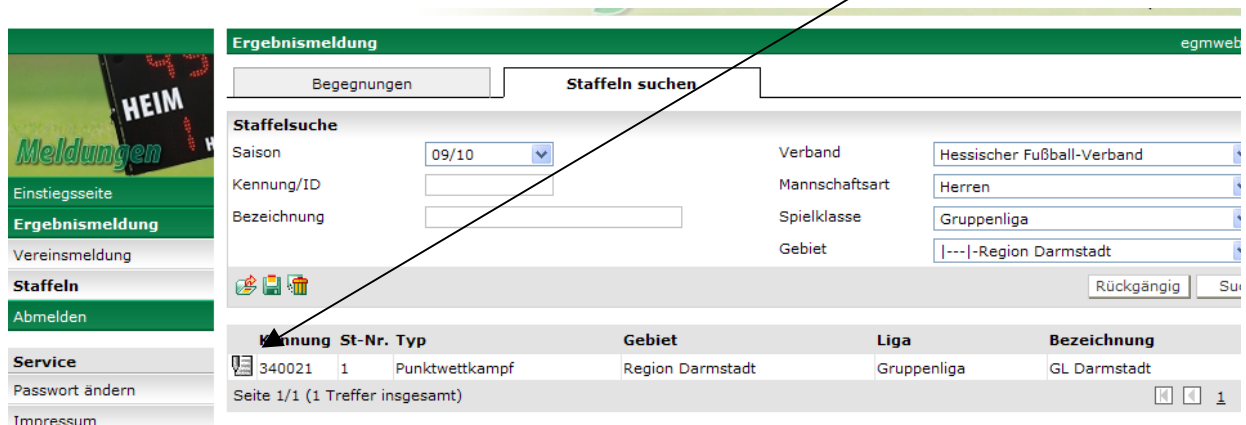 Ergebnismeldung egmweb
HEIM
Meldungen
Begegnungen Staffeln suchen
Staffelsuche
Saison 09/10 Verband Hessischer Fußball-Verband
Kennung/ID Mannschaftsart Herren
Bezeichnung Spielklasse Gruppenliga
Gebiet |---|-Region Darmstadt
Rückgängig Suc
Einstiegsseite
Ergebnismeldung
Vereinsmeldung
Staffeln
Abmelden
Service
Passwort ändern
Impressum
Kennung St-Nr. Typ Gebiet Liga Bezeichnung
340021 1 Punktwettkampf Region Darmstadt Gruppenliga GL Darmstadt
Seite 1/1 (1 Treffer insgesamt) 1